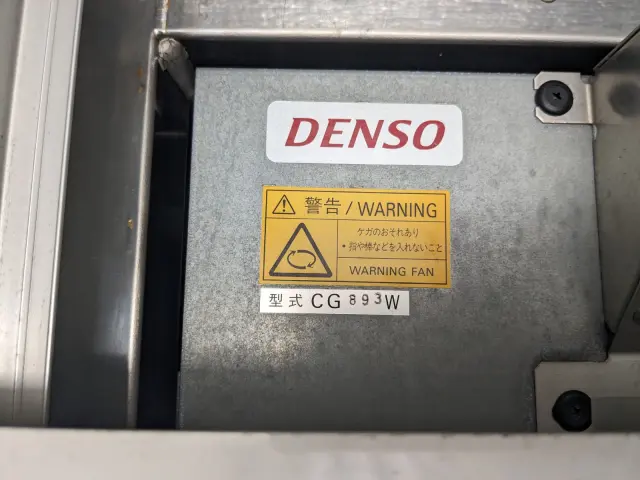 DENSO
警告/WARNING
ケガのおそれあり
・指や棒などを入れないこと
WARNING FAN
型式 CG893W